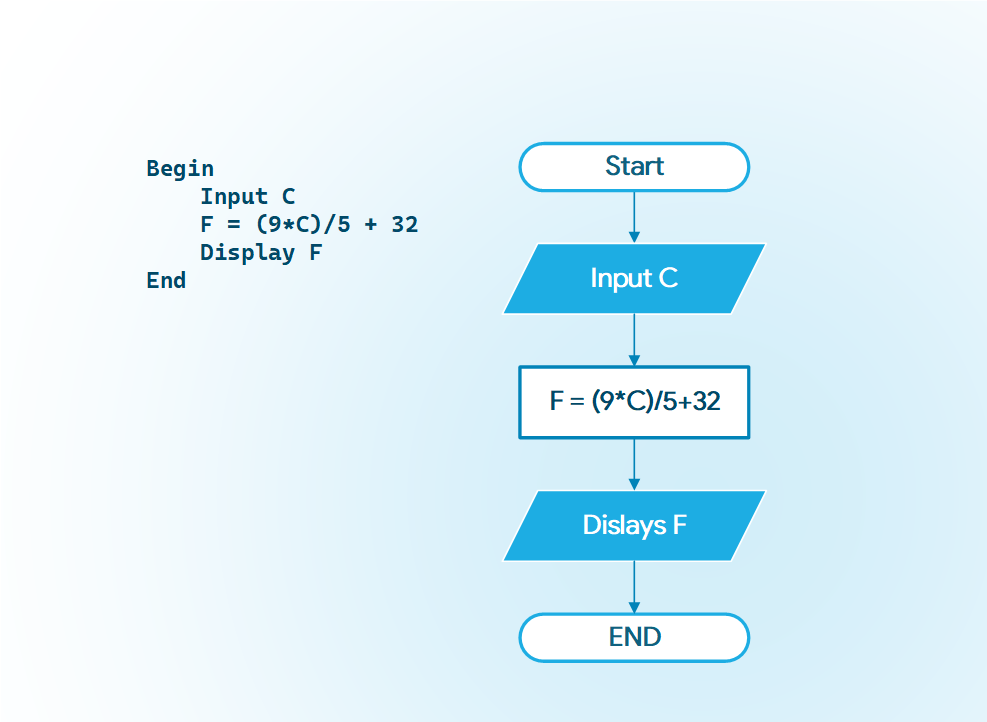 Begin
Input C
F = (9*C)/5 + 32
Display F
End
Start
Input C
F = (9*C)/5+32
Dislays F
END